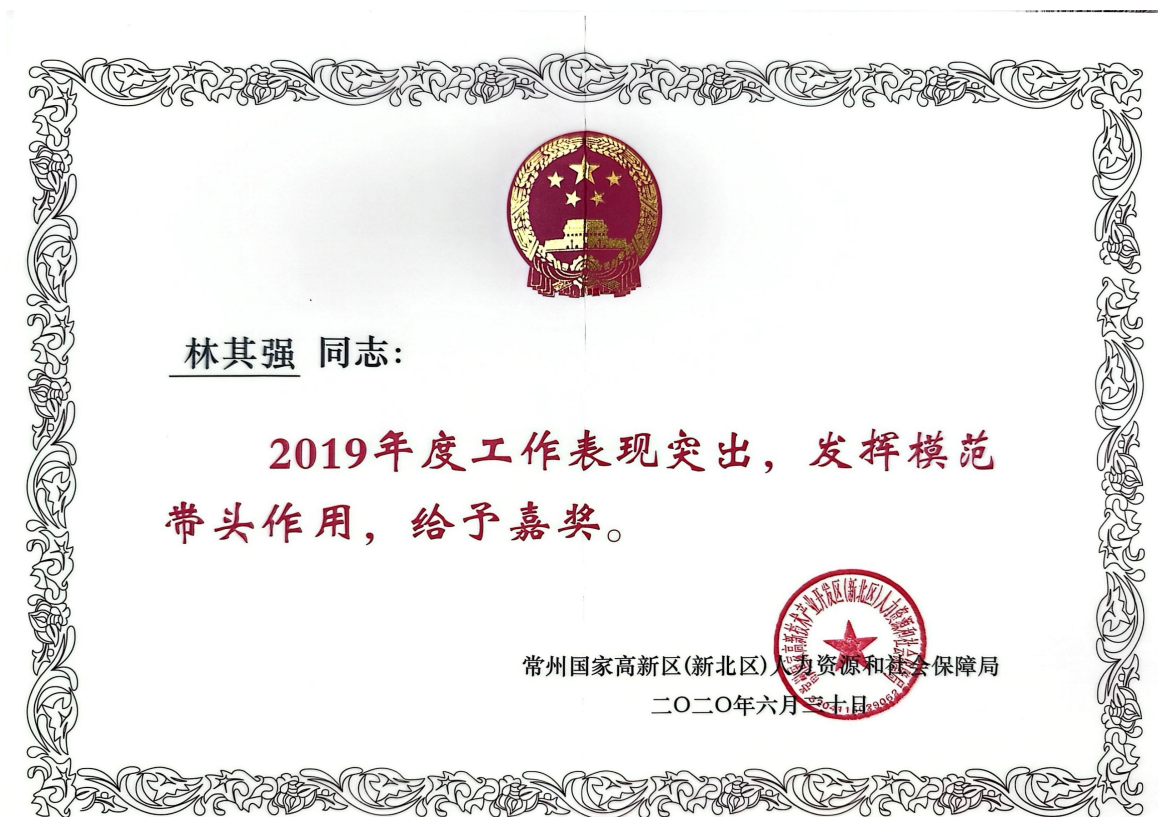 林其强 同志：
2019年度工作表现突出，发挥模范
带头作用，给予嘉奖。
常州国家高新区(新北区)人力资源和社会保障局
二〇二〇年六月二十日